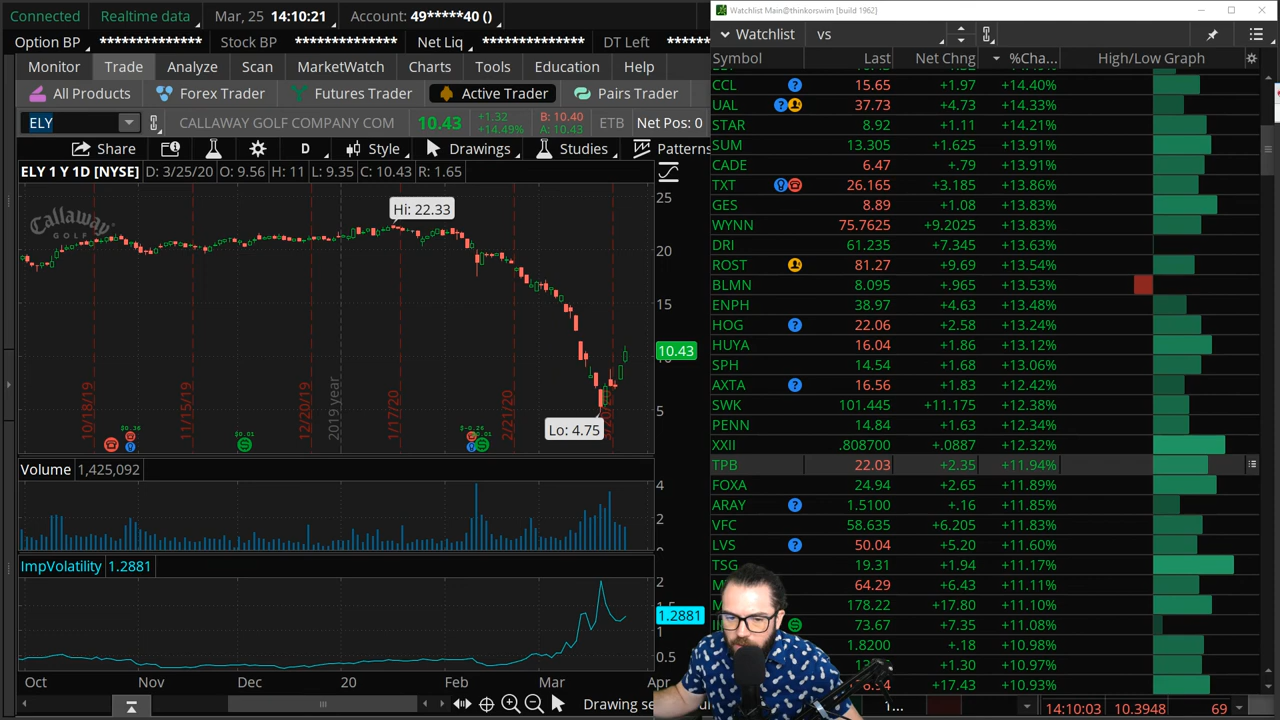 Connected Realtime data Mar, 25 14:10:21 Account: 49*****40 ()
Option BP ************** Stock BP ************** Net Liq ************** DT Left
Monitor Trade Analyze Scan MarketWatch Charts Tools Education Help
All Products Forex Trader Futures Trader Active Trader Pairs Trader
ELY CALLAWAY GOLF COMPANY COM 10.43 +1.32 +14.49% B: 10.40 A: 10.43 ETB Net Pos: 0
Share D Style Drawings Studies Patterns
ELY 1 Y 1D [NYSE] H: 11 L: 9.35 C: 10.43 R: 1.65
Callaway
GOLF
Hi: 22.33
25
20
15
10.43
5
Lo: 4.75
10/18/19
11/15/19
12/20/19
2019 year
1/17/20
2/21/20
Volume 1,425,092
4
2
0
ImpVolatility 1.2881
2
1.2881
1
0.5
Oct Nov Dec 20 Feb Mar Apr
Drawing se
Watchlist Main@thinkorswim [build 1962]
Watchlist vs
Symbol Last Net Chng %Cha... High/Low Graph
CCL 15.65 +1.97 +14.40%
UAL 37.73 +4.73 +14.33%
STAR 8.92 +1.11 +14.21%
SUM 13.305 +1.625 +13.91%
CADE 6.47 +.79 +13.91%
TXT 26.165 +3.185 +13.86%
GES 8.89 +1.08 +13.83%
WYNN 75.7625 +9.2025 +13.83%
DRI 61.235 +7.345 +13.63%
ROST 81.27 +9.69 +13.54%
BLMN 8.095 +.965 +13.53%
ENPH 38.97 +4.63 +13.48%
HOG 22.06 +2.58 +13.24%
HUYA 16.04 +1.86 +13.12%
SPH 14.54 +1.68 +13.06%
AXTA 16.56 +1.83 +12.42%
SWK 101.445 +11.175 +12.38%
PENN 14.84 +1.63 +12.34%
XXII .808700 +.0887 +12.32%
TPB 22.03 +2.35 +11.94%
FOXA 24.94 +2.65 +11.89%
ARAY 1.5100 +.16 +11.85%
VFC 58.635 +6.205 +11.83%
LVS 50.04 +5.20 +11.60%
TSG 19.31 +1.94 +11.17%
64.29 +6.43 +11.11%
178.22 +17.80 +11.10%
73.67 +7.35 +11.08%
1.8200 +.18 +10.98%
+1.30 +10.97%
+17.43 +10.93%
1... 14:10:03 10.3948 69